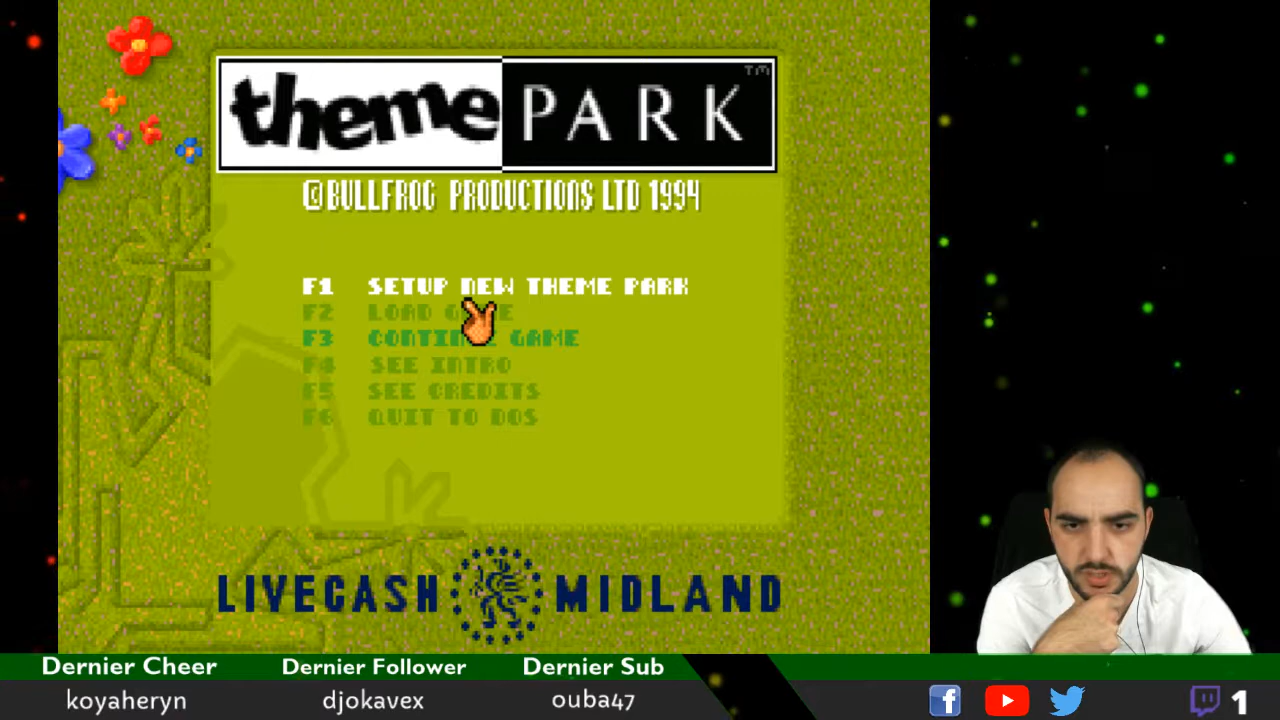 theme PARK TM
©BULLFROG PRODUCTIONS LTD 1994
F1 SETUP NEW THEME PARK
F2 LOAD GAME
F3 CONTINUE GAME
F4 SEE INTRO
F5 SEE CREDITS
F6 QUIT TO DOS
LIVECASH MIDLAND
Dernier Cheer Dernier Follower Dernier Sub
koyaheryn djokavex ouba47
1